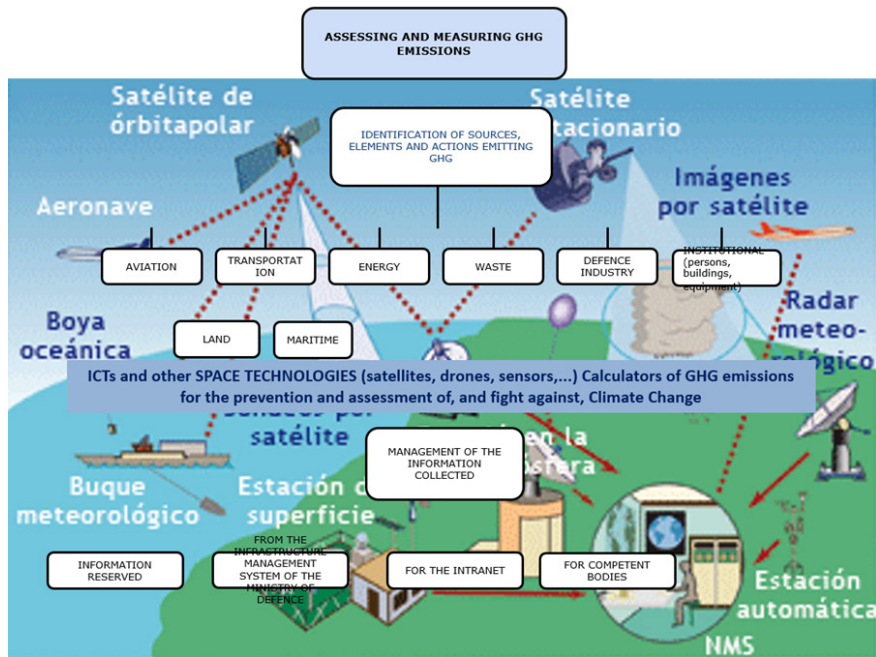 ASSESSING AND MEASURING GHG
EMISSIONS
Satélite de
órbitapolar
IDENTIFICATION OF SOURCES,
ELEMENTS AND ACTIONS EMITTING
GHG
Satélite
Imágenes
por satélite
Aeronave
AVIATION
TRANSPORTAT
ION
ENERGY
WASTE
DEFENCE
INDUSTRY
INSTITUTIONAL
(persons,
buildings,
equipment)
Boya
oceánica
LAND
MARITIME
Radar
meteo-
rológico
ICTs and other SPACE TECHNOLOGIES (satellites, drones, sensors,...) Calculators of GHG emissions
for the prevention and assessment of, and fight against, Climate Change
por
satélite
en la
MANAGEMENT OF THE
INFORMATION
COLLECTED
Buque
meteorológico
Estación
superficie
INFORMATION
RESERVED
FROM THE
INFRASTRUCTURE
MANAGEMENT
SYSTEM OF THE
MINISTRY OF
DEFENCE
FOR THE INTRANET
FOR COMPETENT
BODIES
Estación
automática
NMS